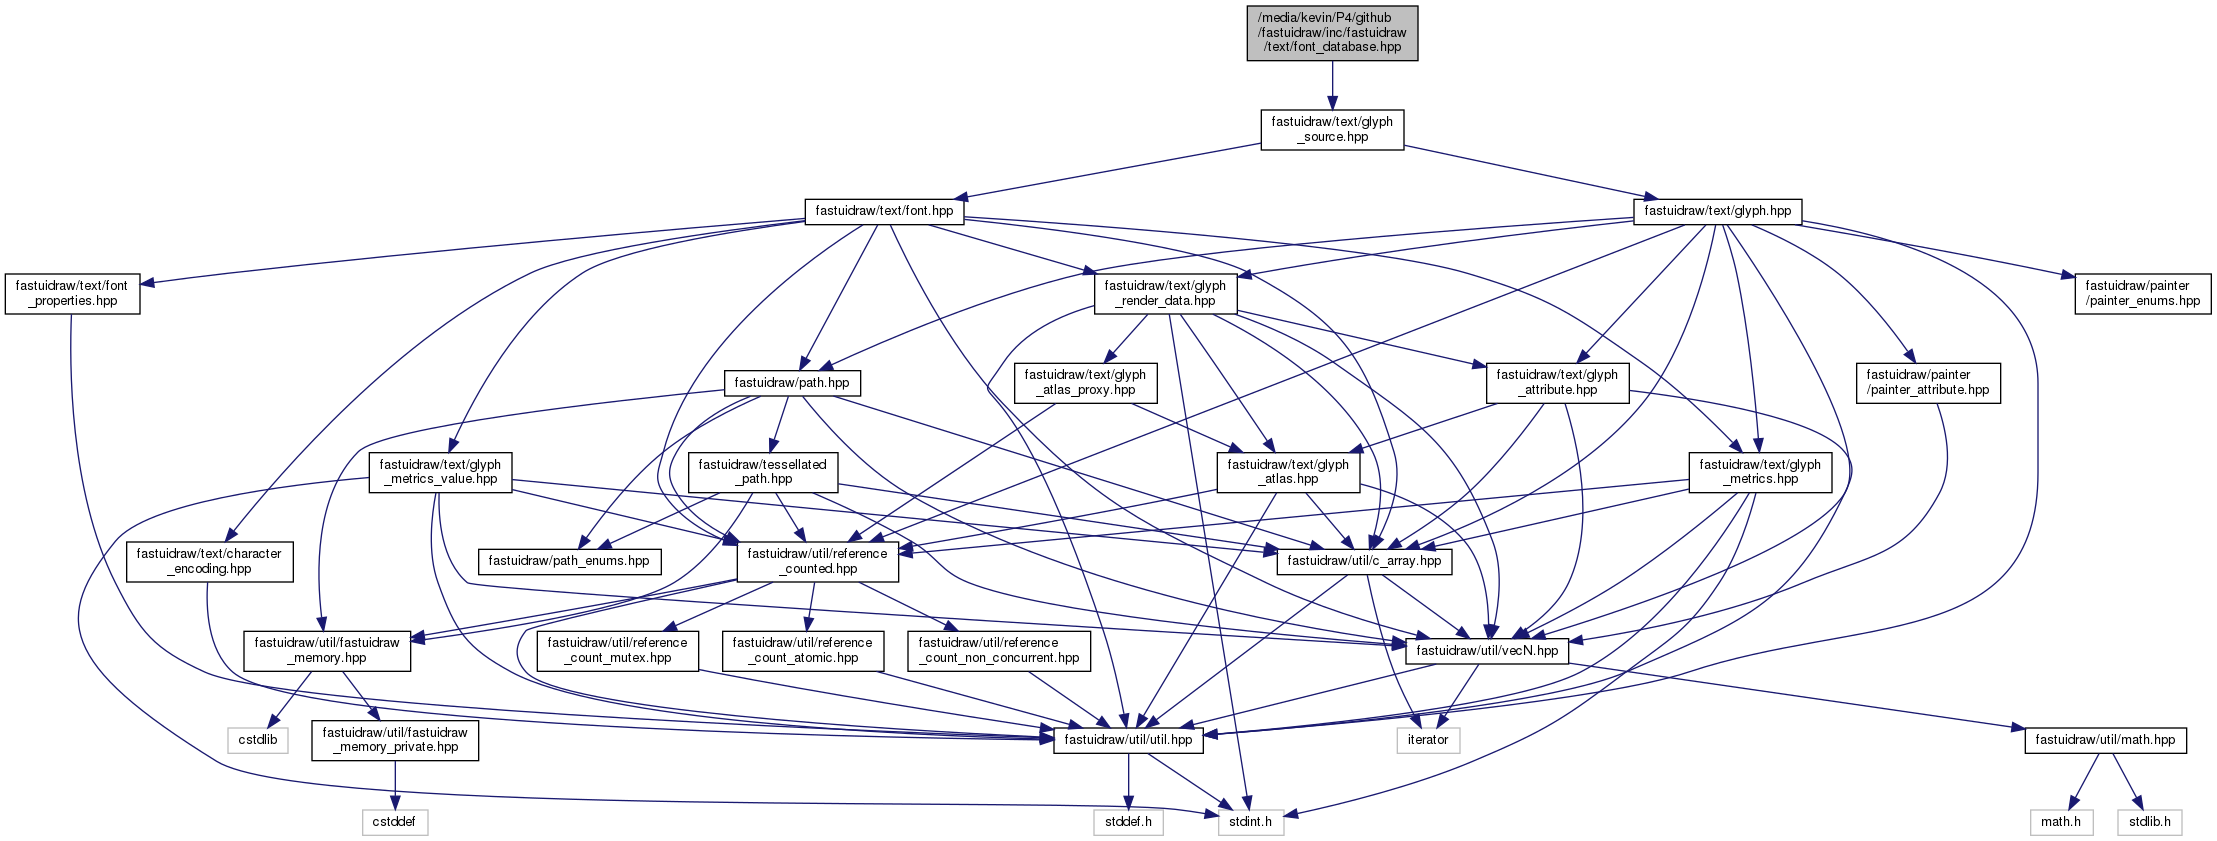 /media/kevin/P4/github
/fastuidraw/inc/fastuidraw
/text/font_database.hpp
fastuidraw/text/glyph
_source.hpp
fastuidraw/text/font.hpp
fastuidraw/text/glyph.hpp
fastuidraw/text/font
_properties.hpp
fastuidraw/text/glyph
_render_data.hpp
fastuidraw/painter
/painter_enums.hpp
fastuidraw/path.hpp
fastuidraw/text/glyph
_atlas_proxy.hpp
fastuidraw/text/glyph
_attribute.hpp
fastuidraw/painter
/painter_attribute.hpp
fastuidraw/text/glyph
_metrics_value.hpp
fastuidraw/tessellated
_path.hpp
fastuidraw/text/glyph
_atlas.hpp
fastuidraw/text/glyph
_metrics.hpp
fastuidraw/text/character
_encoding.hpp
fastuidraw/path_enums.hpp
fastuidraw/util/reference
_counted.hpp
fastuidraw/util/c_array.hpp
fastuidraw/util/fastuidraw
_memory.hpp
fastuidraw/util/reference
_count_mutex.hpp
fastuidraw/util/reference
_count_atomic.hpp
fastuidraw/util/reference
_count_non_concurrent.hpp
fastuidraw/util/vecN.hpp
cstdlib
fastuidraw/util/fastuidraw
_memory_private.hpp
fastuidraw/util/util.hpp
iterator
fastuidraw/util/math.hpp
cstddef
stddef.h
stdint.h
math.h
stdlib.h